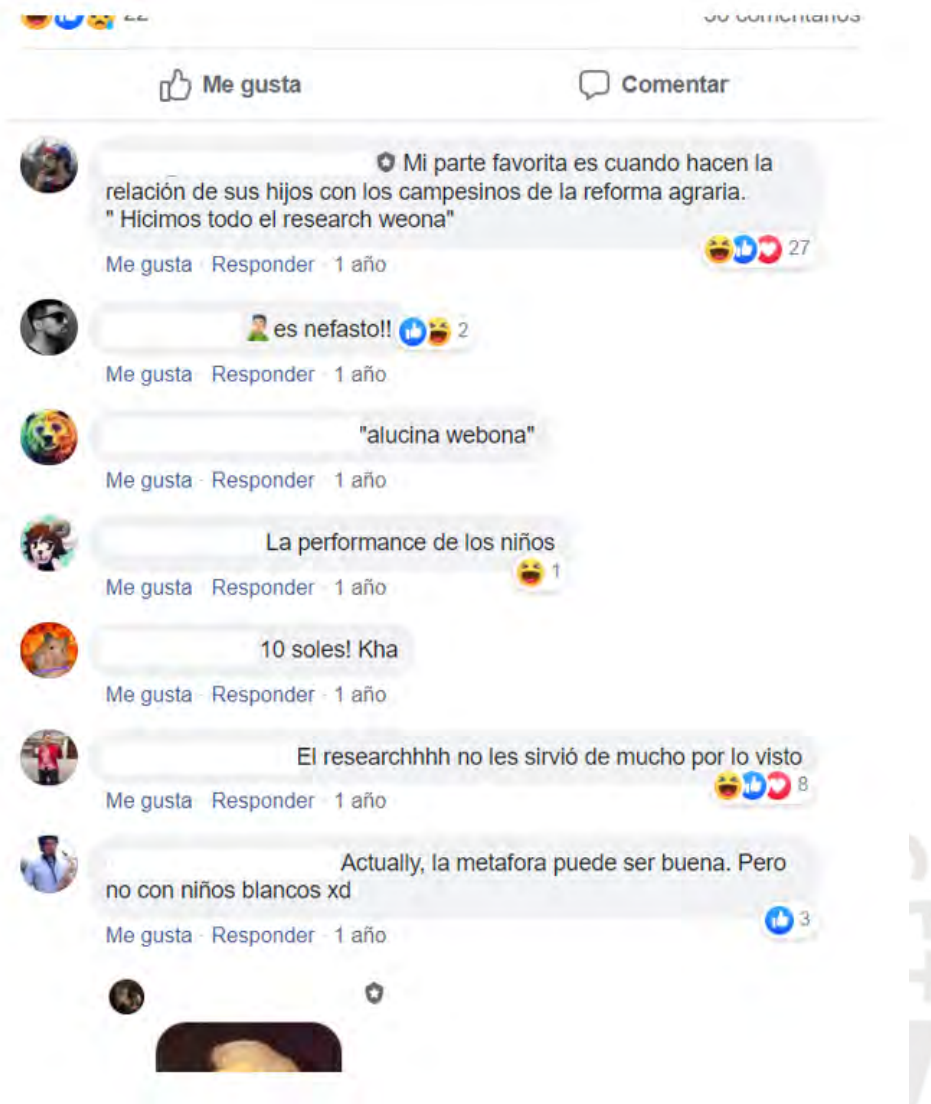 22
50 comentarios
Me gusta
Comentar
Mi parte favorita es cuando hacen la
relación de sus hijos con los campesinos de la reforma agraria.
" Hicimos todo el research weona"
27
Me gusta · Responder · 1 año
es nefasto!! 2
Me gusta · Responder · 1 año
"alucina webona"
Me gusta · Responder · 1 año
La performance de los niños
1
Me gusta · Responder · 1 año
10 soles! Kha
Me gusta · Responder · 1 año
El researchhhh no les sirvió de mucho por lo visto
8
Me gusta · Responder · 1 año
Actually, la metafora puede ser buena. Pero
no con niños blancos xd
3
Me gusta · Responder · 1 año